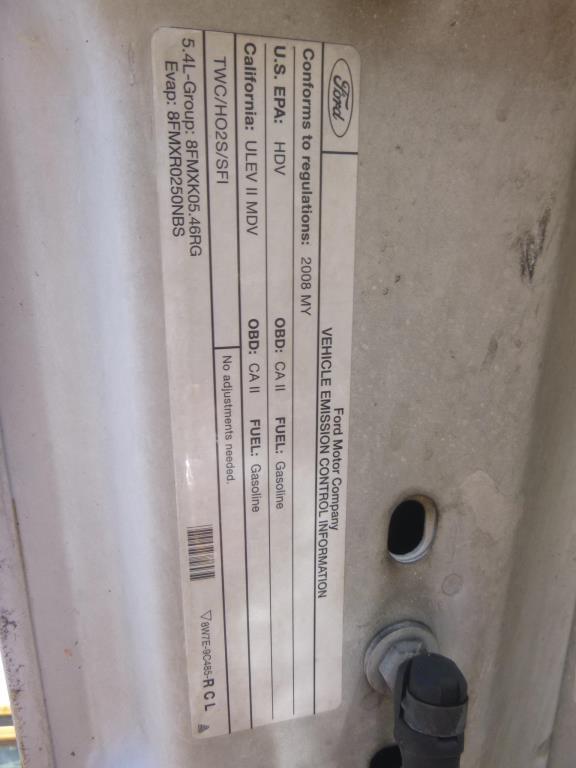 Ford
Ford Motor Company
VEHICLE EMISSION CONTROL INFORMATION
Conforms to regulations: 2008 MY
U.S. EPA: HDV OBD: CA II FUEL: Gasoline
California: ULEV II MDV OBD: CA II FUEL: Gasoline
TWC/HO2S/SFI No adjustments needed.
5.4L-Group: 8FMXK05.46RG
Evap: 8FMXR0250NBS
8W7E-9C485-RCL